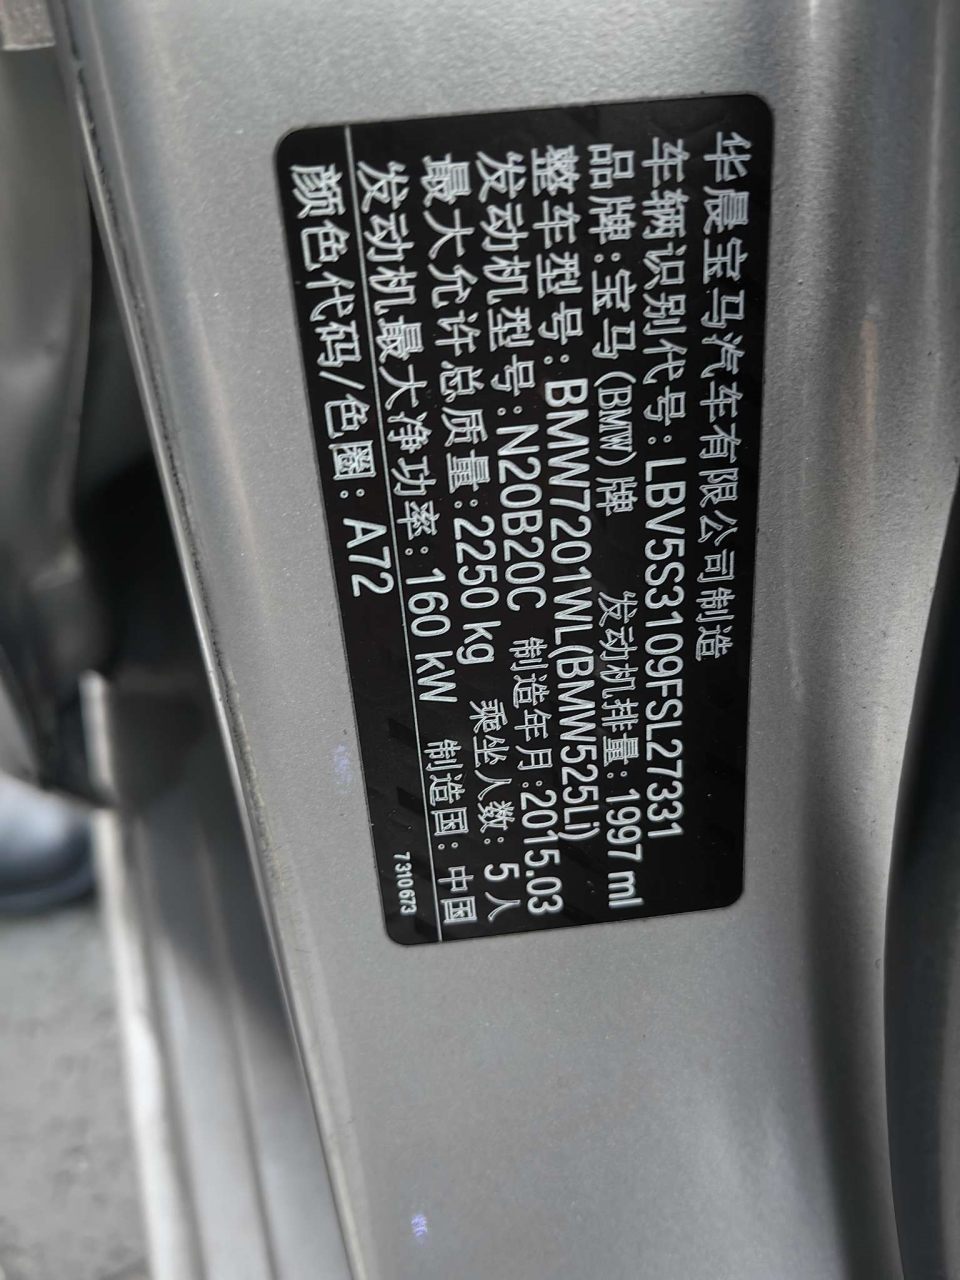 华晨宝马汽车有限公司制造
车辆识别代号:LBV5S3109FSL27331
品牌:宝马(BMW)牌 发动机排量:1997 ml
整车型号:BMW7201WL(BMW525Li)
发动机型号:N20B20C 制造年月:2015.03
最大允许总质量:2250 kg 乘坐人数:5人
发动机最大净功率:160 kW 制造国:中国
颜色代码/色圈:A72 7310673